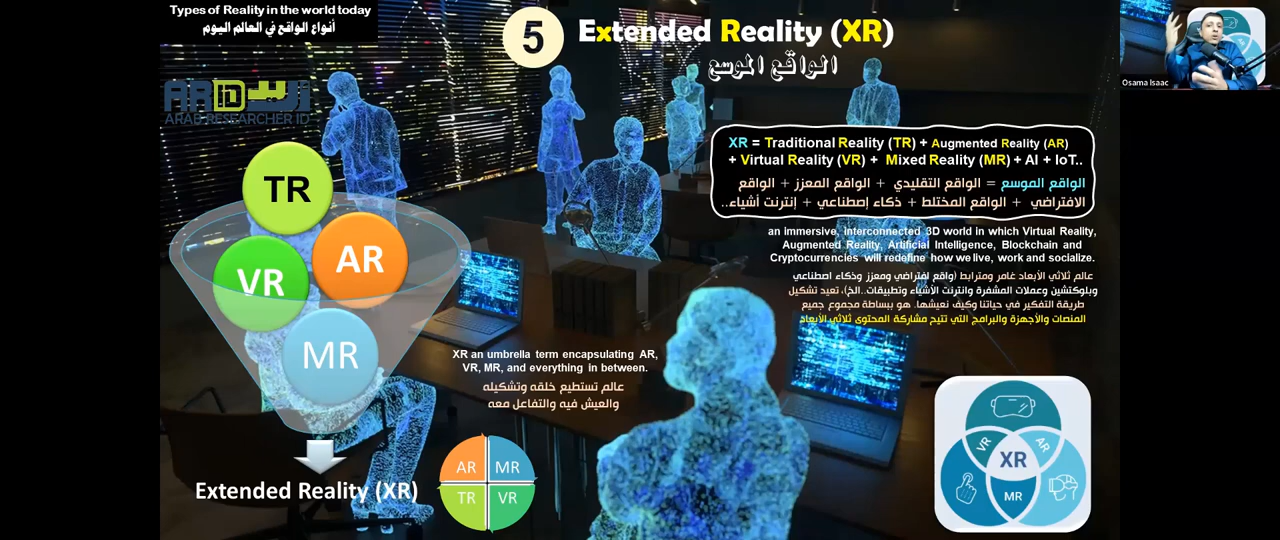 Types of Reality in the world today
أنواع الواقع في العالم اليوم
5
Extended Reality (XR)
الواقع الموسع
Osama Isaac
ARID أريد
ARAB RESEARCHER ID
XR = Traditional Reality (TR) + Augmented Reality (AR)
+ Virtual Reality (VR) + Mixed Reality (MR) + AI + IoT..
الواقع الموسع = الواقع التقليدي + الواقع المعزز + الواقع
الافتراضي + الواقع المختلط + ذكاء إصطناعي + إنترنت أشياء..
an immersive, interconnected 3D world in which Virtual Reality,
Augmented Reality, Artificial Intelligence, Blockchain and
Cryptocurrencies will redefine how we live, work and socialize.
عالم ثلاثي الأبعاد غامر ومترابط (واقع افتراضي ومعزز وذكاء اصطناعي
وبلوكتشين وعملات المشفرة وانترنت الأشياء وتطبيقات..الخ)، تعيد تشكيل
طريقة التفكير في حياتنا وكيف نعيشها هو ببساطة مجموع جميع
المنصات والأجهزة والبرامج التي تتيح مشاركة المحتوى ثلاثي الأبعاد
TR
AR
VR
MR
Extended Reality (XR)
XR an umbrella term encapsulating AR,
VR, MR, and everything in between.
عالم تستطيع خلقه وتشكيله
والعيش فيه والتفاعل معه
AR MR
TR VR
VR AR
XR
MR